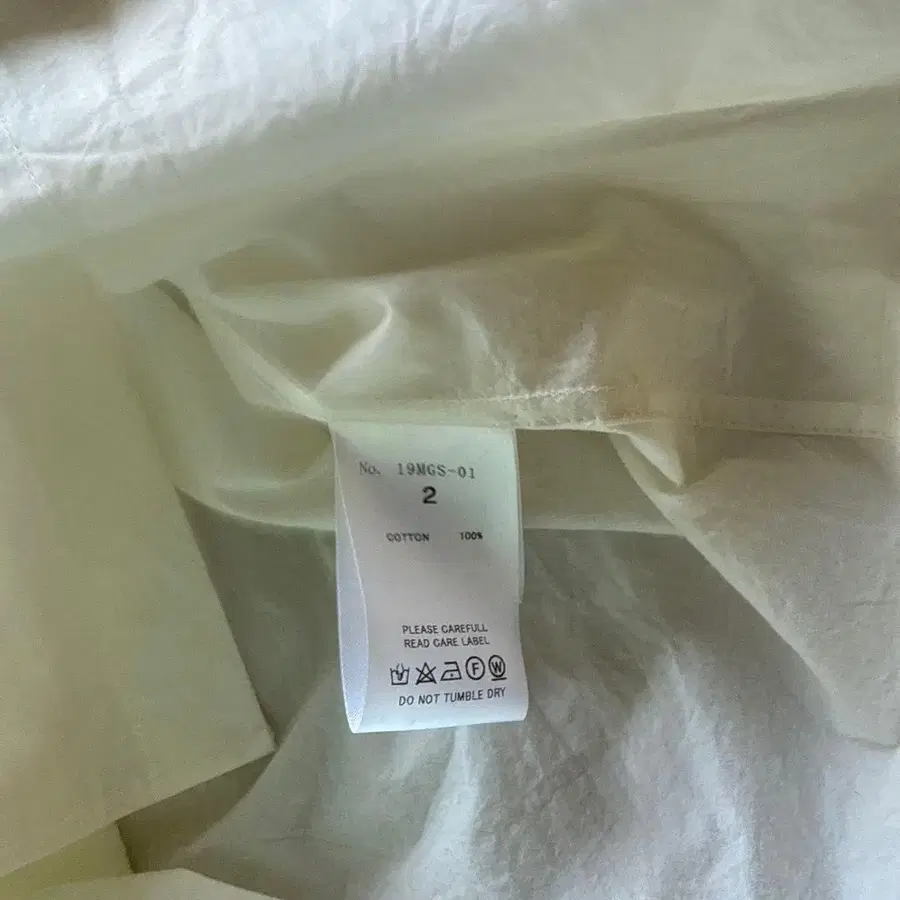 No. 19MGS-01
2
COTTON 100%
PLEASE CAREFULL
READ CARE LABEL
F W
DO NOT TUMBLE DRY